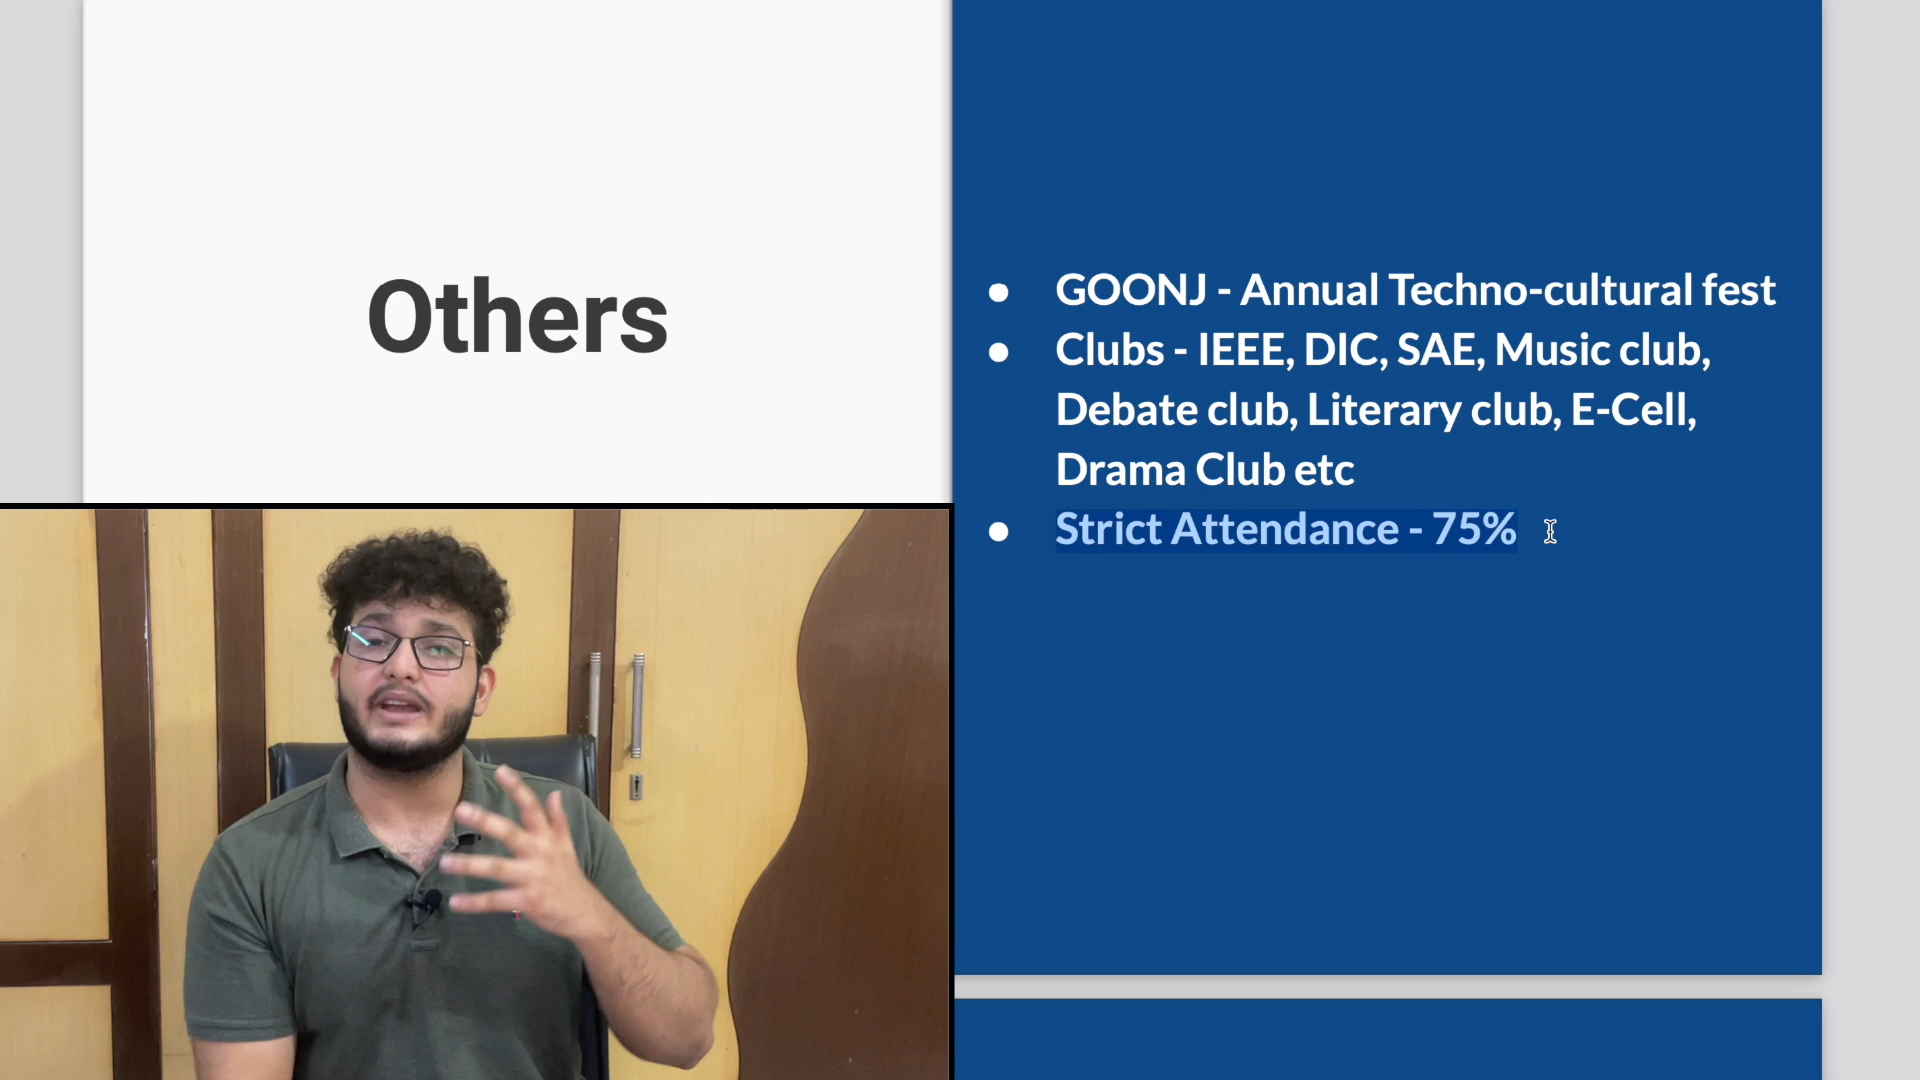 Others
● GOONJ - Annual Techno-cultural fest
● Clubs - IEEE, DIC, SAE, Music club,
Debate club, Literary club, E-Cell,
Drama Club etc
● Strict Attendance - 75%